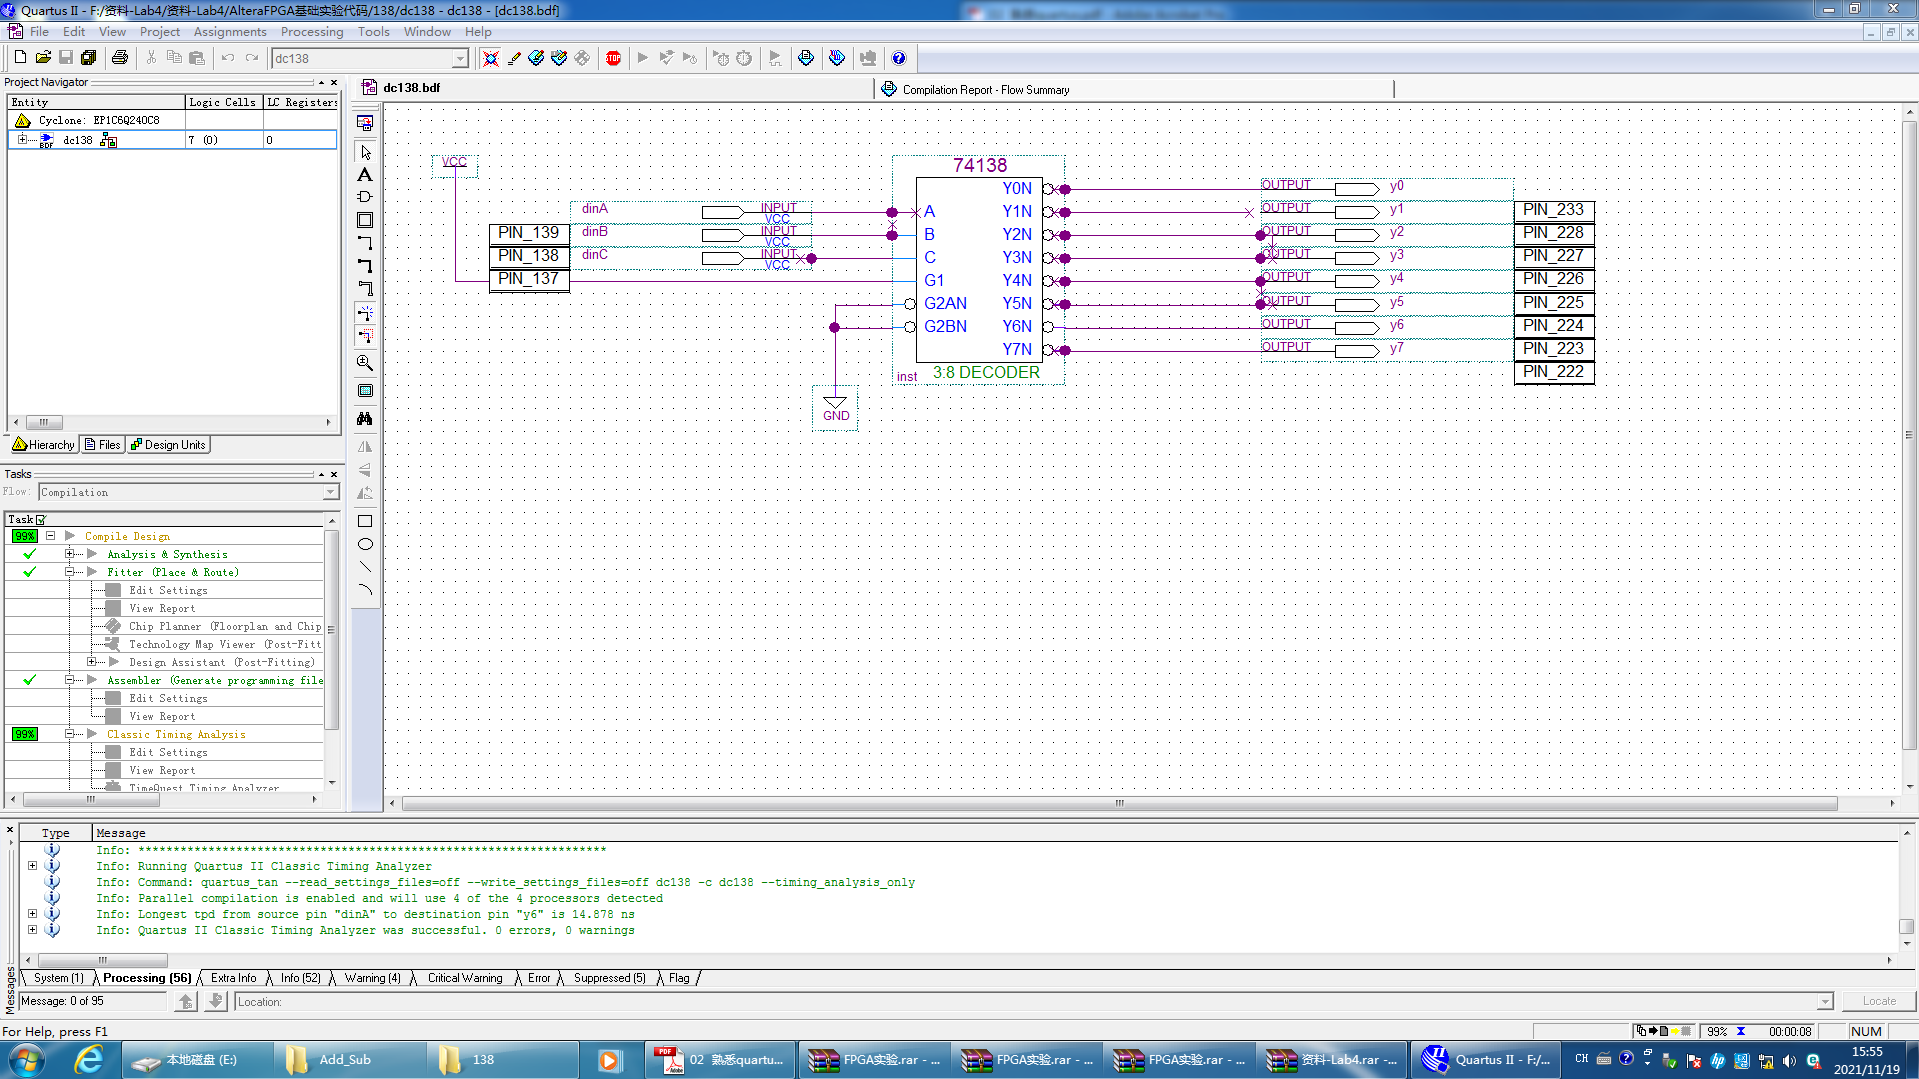 Quartus II - F:/资料-Lab4/资料-Lab4/AlteraFPGA基础实验代码/138/dc138 - dc138 - [dc138.bdf]
File Edit View Project Assignments Processing Tools Window Help
dc138
Project Navigator
Entity Logic Cells LC Registers
Cyclone: EP1C6Q240C8
dc138 7 (0) 0
Hierarchy Files Design Units
Tasks
Flow: Compilation
Task
99% Compile Design
Analysis & Synthesis
Fitter (Place & Route)
Edit Settings
View Report
Chip Planner (Floorplan and Chip
Technology Map Viewer (Post-Fitt
Design Assistant (Post-Fitting)
Assembler (Generate programming file
Edit Settings
View Report
99% Classic Timing Analysis
Edit Settings
View Report
TimeQuest Timing Analyzer
dc138.bdf
Compilation Report - Flow Summary
VCC
dinA INPUT VCC
dinB INPUT VCC
dinC INPUT VCC
PIN_139
PIN_138
PIN_137
74138
A
B
C
G1
G2AN
G2BN
Y0N
Y1N
Y2N
Y3N
Y4N
Y5N
Y6N
Y7N
inst 3:8 DECODER
GND
OUTPUT y0
OUTPUT y1
OUTPUT y2
OUTPUT y3
OUTPUT y4
OUTPUT y5
OUTPUT y6
OUTPUT y7
PIN_233
PIN_228
PIN_227
PIN_226
PIN_225
PIN_224
PIN_223
PIN_222
Type Message
Info: *******************************************************************
Info: Running Quartus II Classic Timing Analyzer
Info: Command: quartus_tan --read_settings_files=off --write_settings_files=off dc138 -c dc138 --timing_analysis_only
Info: Parallel compilation is enabled and will use 4 of the 4 processors detected
Info: Longest tpd from source pin "dinA" to destination pin "y6" is 14.878 ns
Info: Quartus II Classic Timing Analyzer was successful. 0 errors, 0 warnings
System (1) Processing (56) Extra Info Info (52) Warning (4) Critical Warning Error Suppressed (5) Flag
Messages
Message: 0 of 95 Location: Locate
For Help, press F1 99% 00:00:08 NUM
本地磁盘 (E:) Add_Sub 138 02 熟悉quartu... FPGA实验.rar - ... FPGA实验.rar - ... FPGA实验.rar - ... 资料-Lab4.rar -... Quartus II - F:/... CH 15:55
2021/11/19